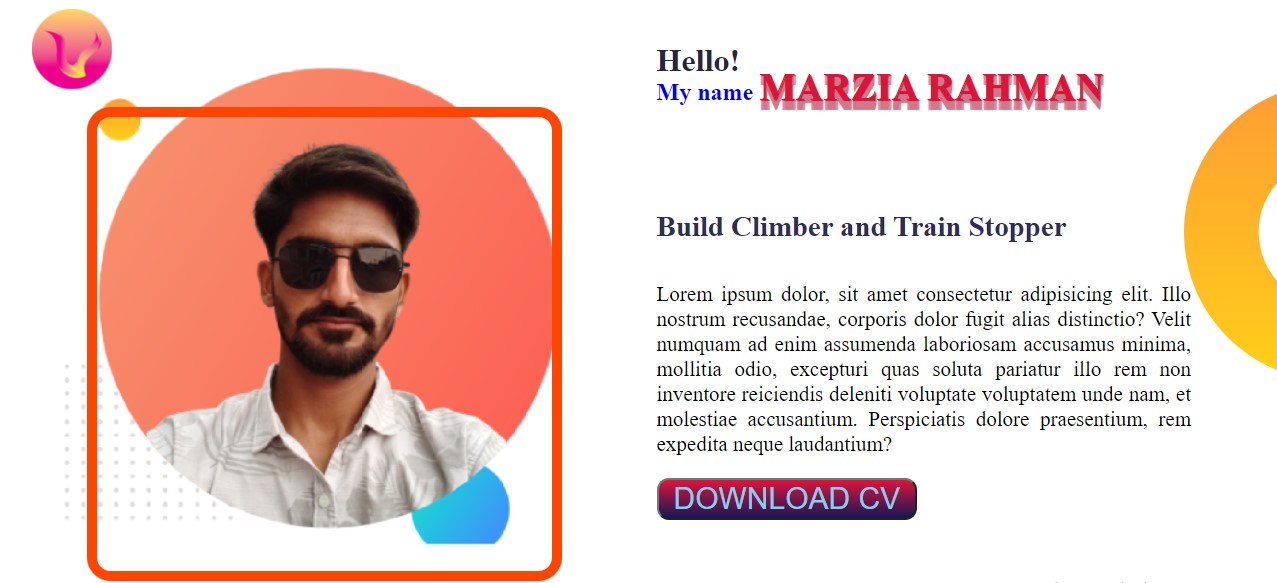 Hello!
My name MARZIA RAHMAN
Build Climber and Train Stopper
Lorem ipsum dolor, sit amet consectetur adipisicing elit. Illo
nostrum recusandae, corporis dolor fugit alias distinctio? Velit
numquam ad enim assumenda laboriosam accusamus minima,
mollitia odio, excepturi quas soluta pariatur illo rem non
inventore reiciendis deleniti voluptate voluptatem unde nam, et
molestiae accusantium. Perspiciatis dolore praesentium, rem
expedita neque laudantium?
DOWNLOAD CV